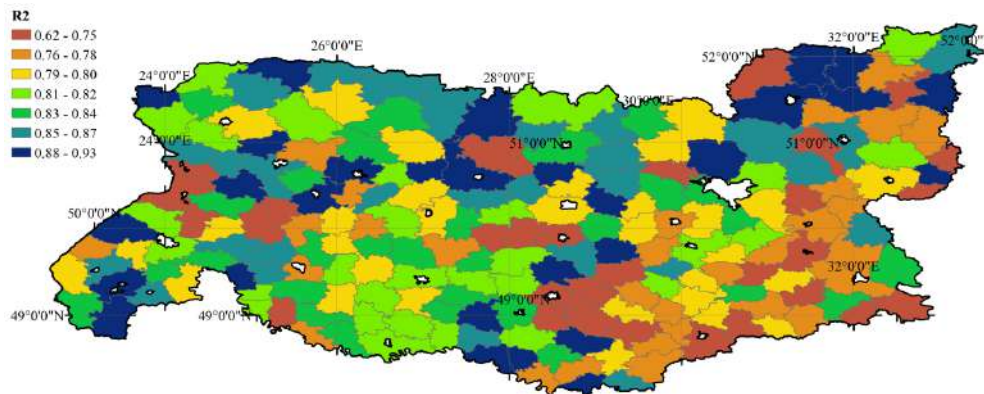 R2
0.62 - 0.75
0.76 - 0.78
0.79 - 0.80
0.81 - 0.82
0.83 - 0.84
0.85 - 0.87
0.88 - 0.93
32°0'0"E
52°0'0"N
26°0'0"E
52°0'0"N
24°0'0"E
28°0'0"E
30°0'0"E
24°0'0"E
51°0'0"N
51°0'0"N
50°0'0"N
32°0'0"E
49°0'0"N
49°0'0"N
49°0'0"N